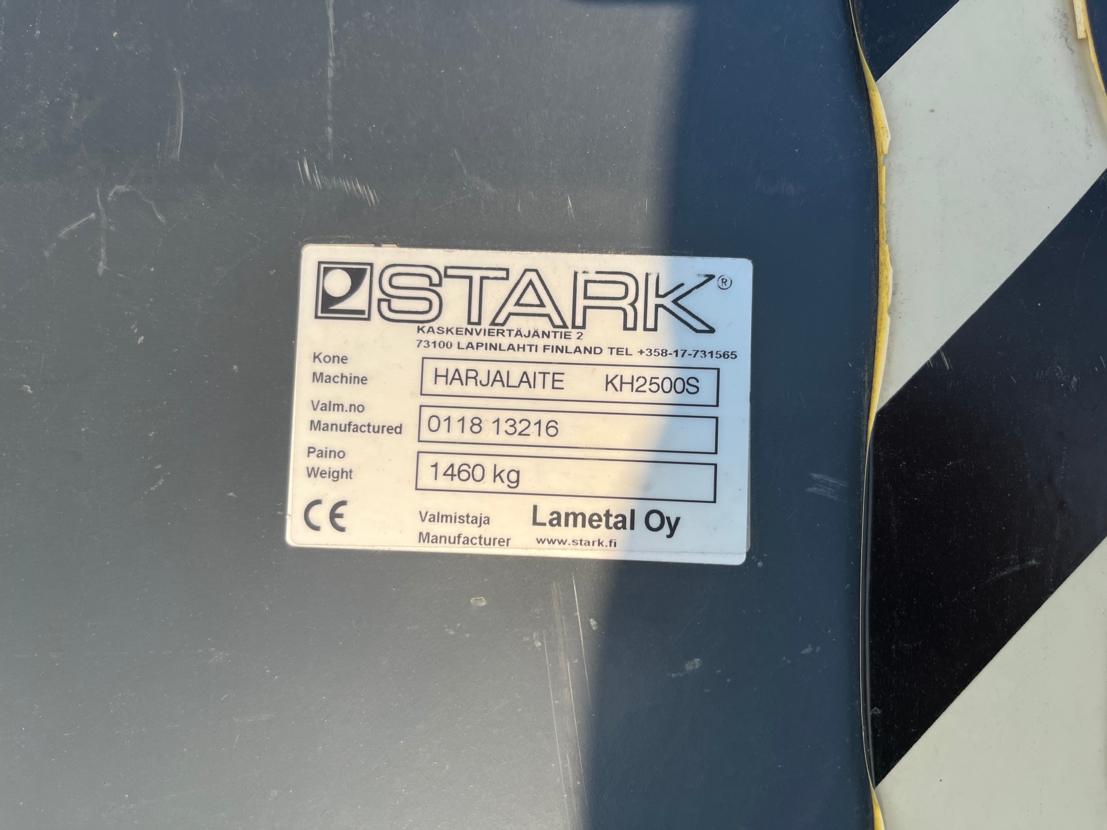 STARK®
KASKENVIERTÄJÄNTIE 2
73100 LAPINLAHTI FINLAND TEL +358-17-731565
Kone
Machine
HARJALAITE KH2500S
Valm.no
Manufactured
0118 13216
Paino
Weight
1460 kg
CE
Valmistaja
Manufacturer
Lametal Oy
www.stark.fi